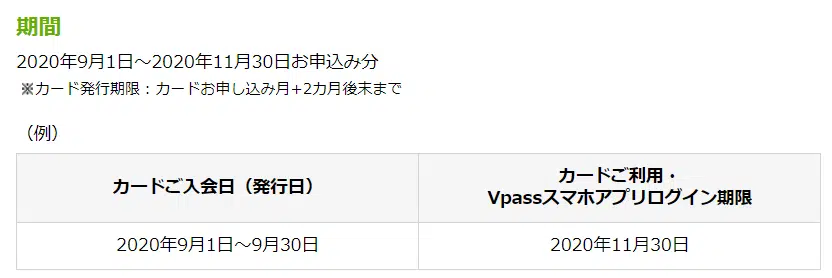 期間
2020年9月1日～2020年11月30日お申込み分
※カード発行期限：カードお申し込み月+2カ月後末まで
（例）
カードご入会日（発行日）
カードご利用・
Vpassスマホアプリログイン期限
2020年9月1日～9月30日
2020年11月30日